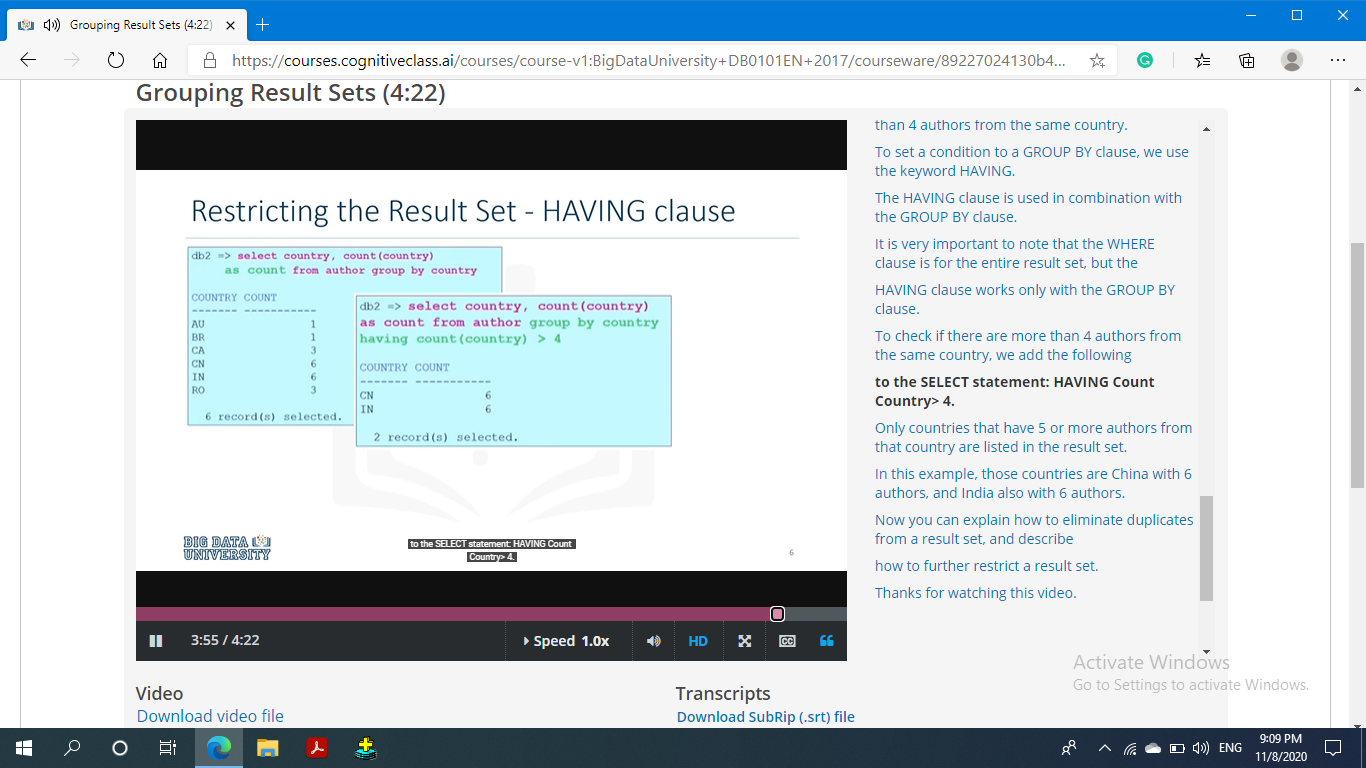 Grouping Result Sets (4:22)
https://courses.cognitiveclass.ai/courses/course-v1:BigDataUniversity+DB0101EN+2017/courseware/89227024130b4...
Grouping Result Sets (4:22)
Restricting the Result Set - HAVING clause
db2 => select country, count(country)
as count from author group by country
COUNTRY COUNT
------- -----------
AU 1
BR 1
CA 3
CN 6
IN 6
RO 3
6 record(s) selected.
db2 => select country, count(country)
as count from author group by country
having count(country) > 4
COUNTRY COUNT
------- -----------
CN 6
IN 6
2 record(s) selected.
BIG DATA
UNIVERSITY
to the SELECT statement: HAVING Count
Country> 4.
6
3:55 / 4:22
Speed 1.0x
HD
CC
than 4 authors from the same country.
To set a condition to a GROUP BY clause, we use
the keyword HAVING.
The HAVING clause is used in combination with
the GROUP BY clause.
It is very important to note that the WHERE
clause is for the entire result set, but the
HAVING clause works only with the GROUP BY
clause.
To check if there are more than 4 authors from
the same country, we add the following
to the SELECT statement: HAVING Count
Country> 4.
Only countries that have 5 or more authors from
that country are listed in the result set.
In this example, those countries are China with 6
authors, and India also with 6 authors.
Now you can explain how to eliminate duplicates
from a result set, and describe
how to further restrict a result set.
Thanks for watching this video.
Activate Windows
Go to Settings to activate Windows.
Video
Download video file
Transcripts
Download SubRip (.srt) file
ENG
9:09 PM
11/8/2020